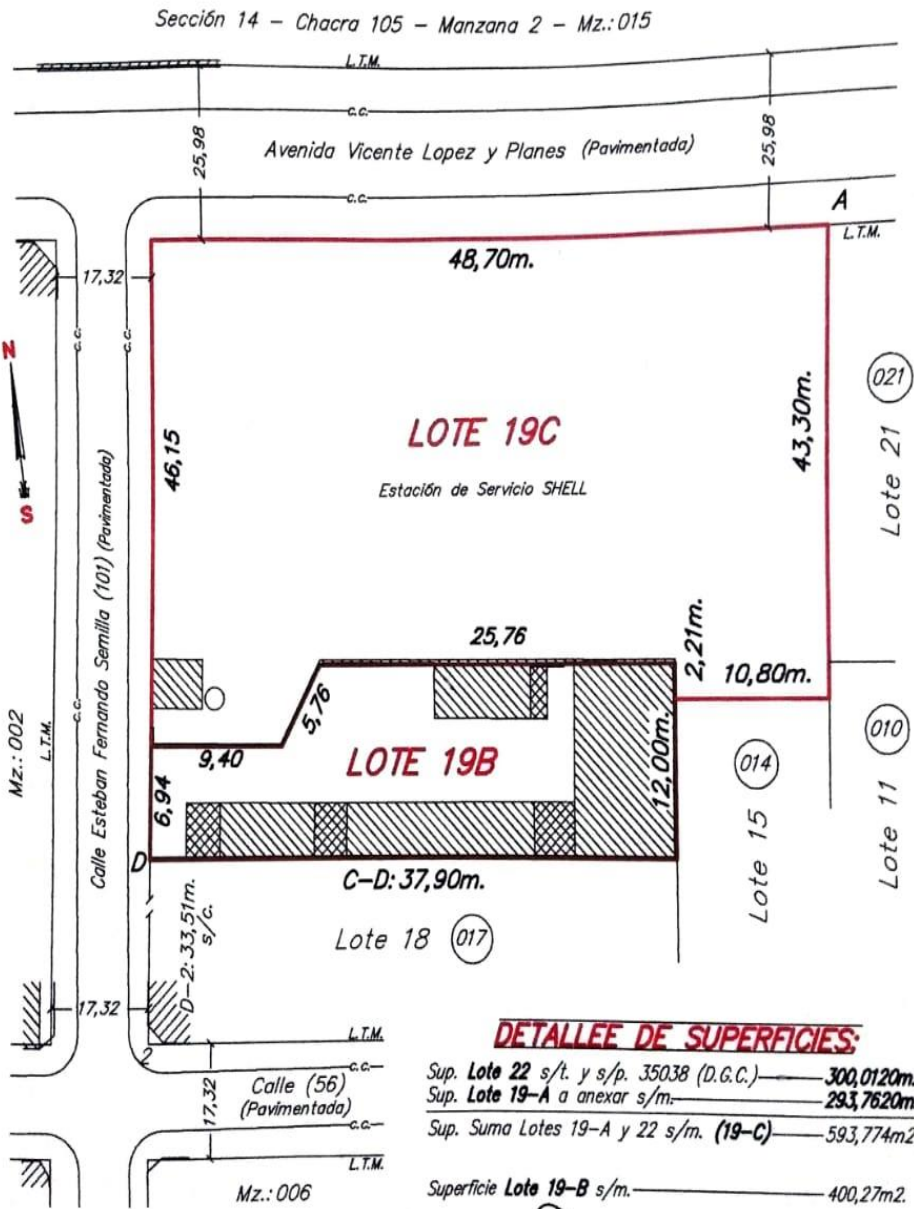 Sección 14 – Chacra 105 – Manzana 2 – Mz.:015
L.T.M.
c.c.
25,98
Avenida Vicente Lopez y Planes (Pavimentada)
25,98
c.c.
A
L.T.M.
48,70m.
17,32
c.c.
c.c.
N
S
46,15
LOTE 19C
Estación de Servicio SHELL
43,30m.
021
Lote 21
Mz.:002
L.T.M.
c.c.
Calle Esteban Fernando Semilla (101) (Pavimentado)
25,76
2,21m.
10,80m.
5,76
9,40
6,94
LOTE 19B
12,00m.
014
Lote 15
010
Lote 11
D
C-D: 37,90m.
D-2: 33,51m.
s/c.
Lote 18 017
17,32
2
L.T.M.
c.c.
17,32
Calle (56)
(Pavimentada)
c.c.
L.T.M.
Mz.:006
DETALLEE DE SUPERFICIES:
Sup. Lote 22 s/t. y s/p. 35038 (D.G.C.) 300,0120m
Sup. Lote 19-A a anexar s/m. 293,7620m
Sup. Suma Lotes 19-A y 22 s/m. (19-C) 593,774m2
Superficie Lote 19-B s/m. 400,27m2.